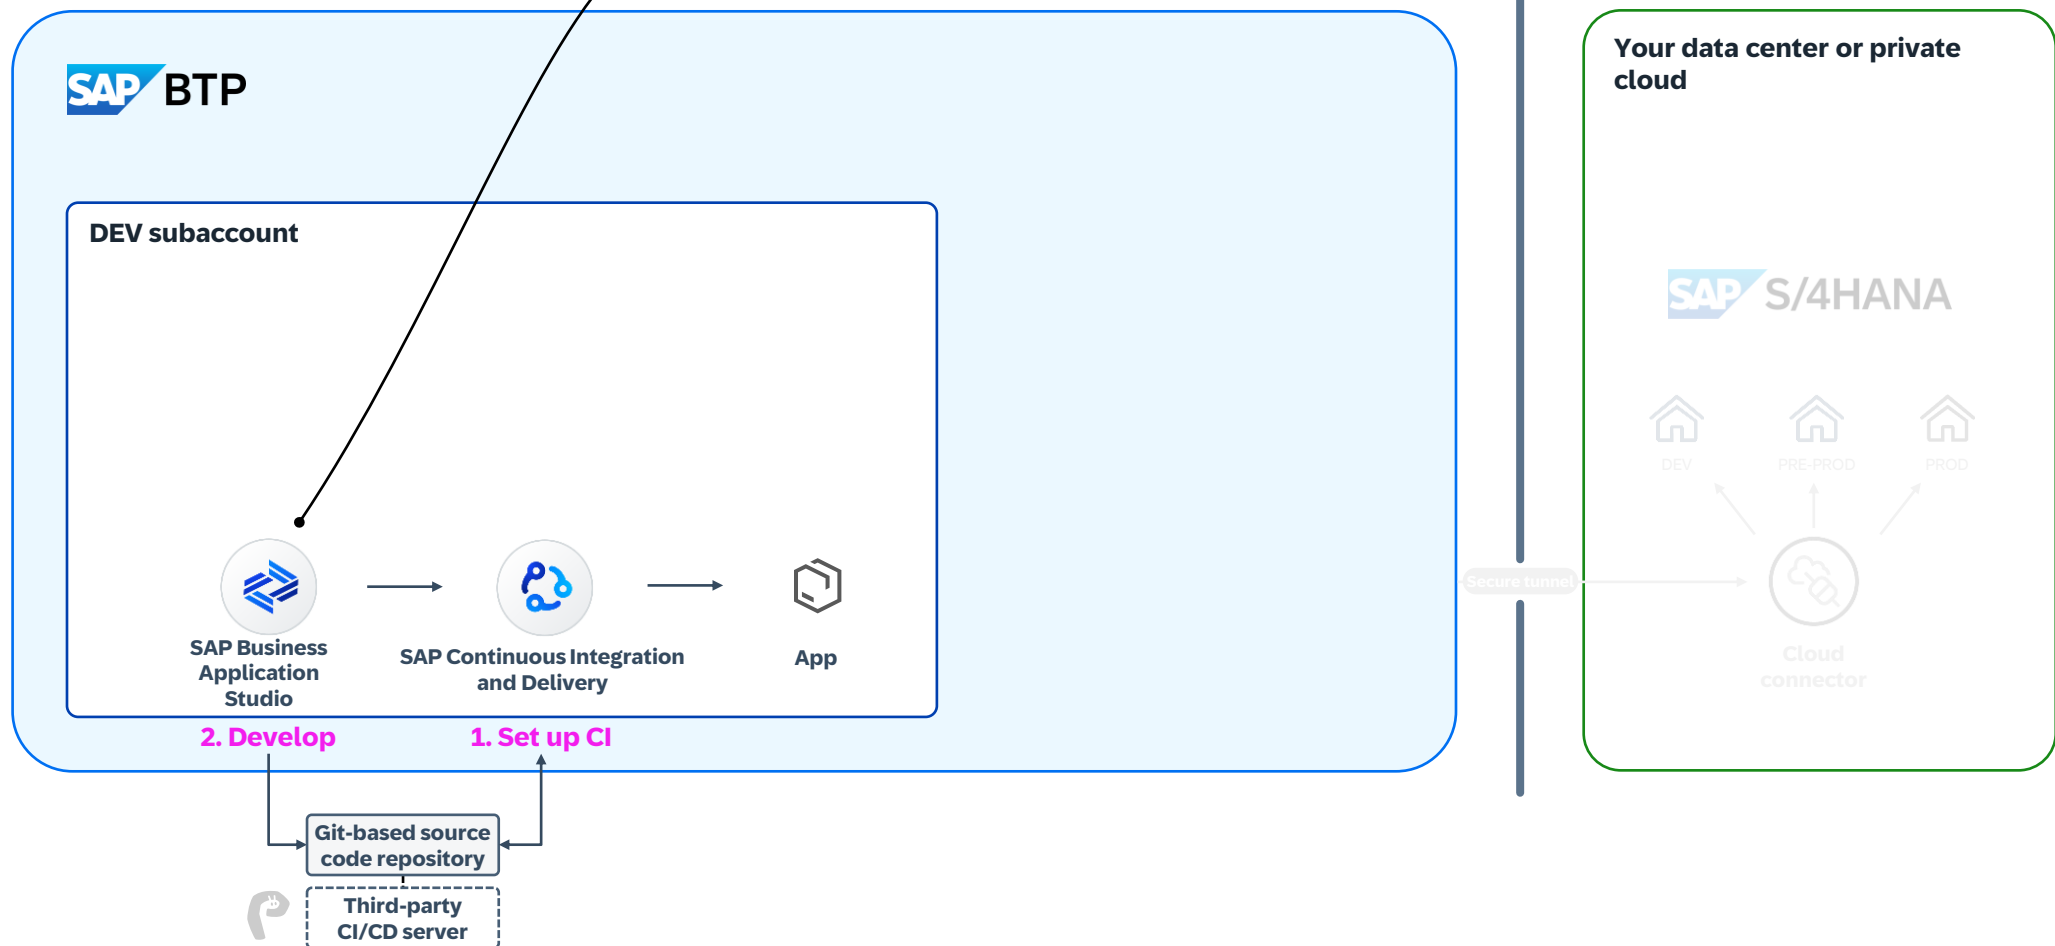 SAP BTP
DEV subaccount
SAP Business
Application
Studio
SAP Continuous Integration
and Delivery
App
2. Develop
1. Set up CI
Git-based source
code repository
Third-party
CI/CD server
Secure tunnel
Your data center or private
cloud
SAP S/4HANA
DEV
PRE-PROD
PROD
Cloud
connector